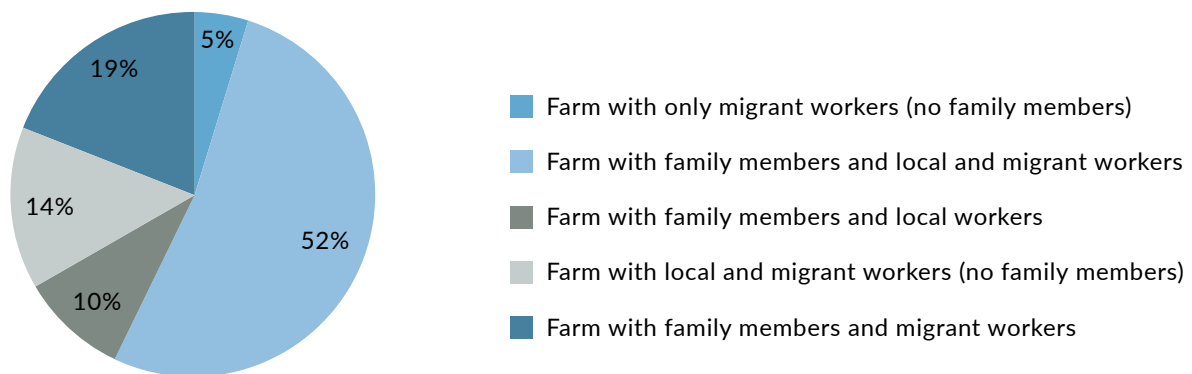 5%
19%
52%
14%
10%
Farm with only migrant workers (no family members)
Farm with family members and local and migrant workers
Farm with family members and local workers
Farm with local and migrant workers (no family members)
Farm with family members and migrant workers